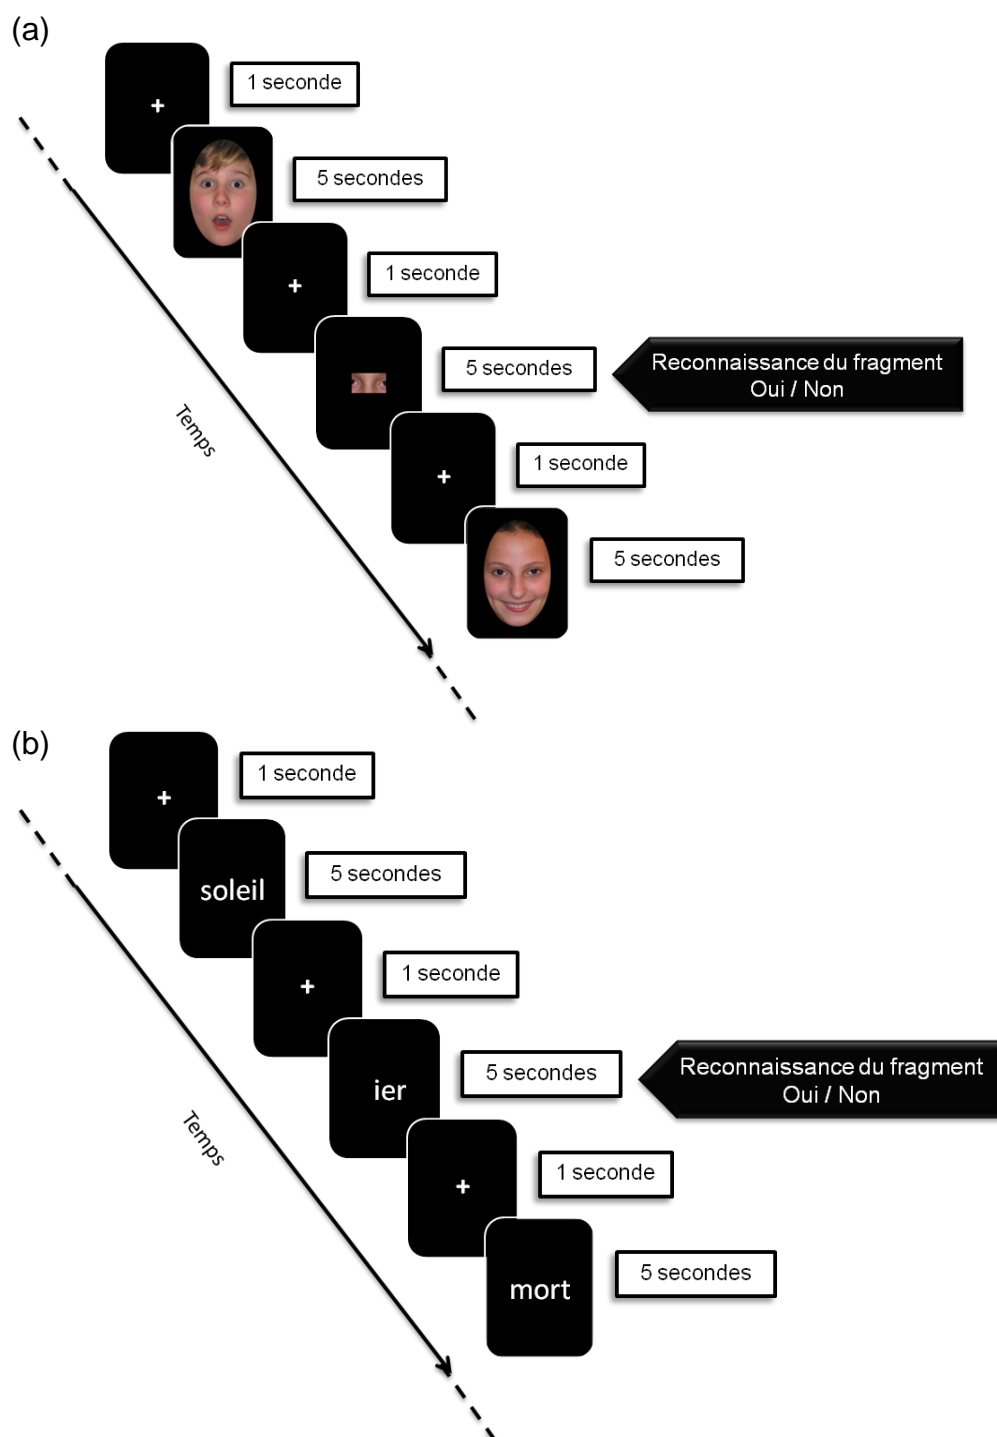 (a)
+
1 seconde
5 secondes
+
1 seconde
5 secondes
Reconnaissance du fragment
Oui / Non
+
1 seconde
5 secondes
Temps
(b)
+
1 seconde
soleil
5 secondes
+
1 seconde
ier
5 secondes
Reconnaissance du fragment
Oui / Non
+
1 seconde
mort
5 secondes
Temps